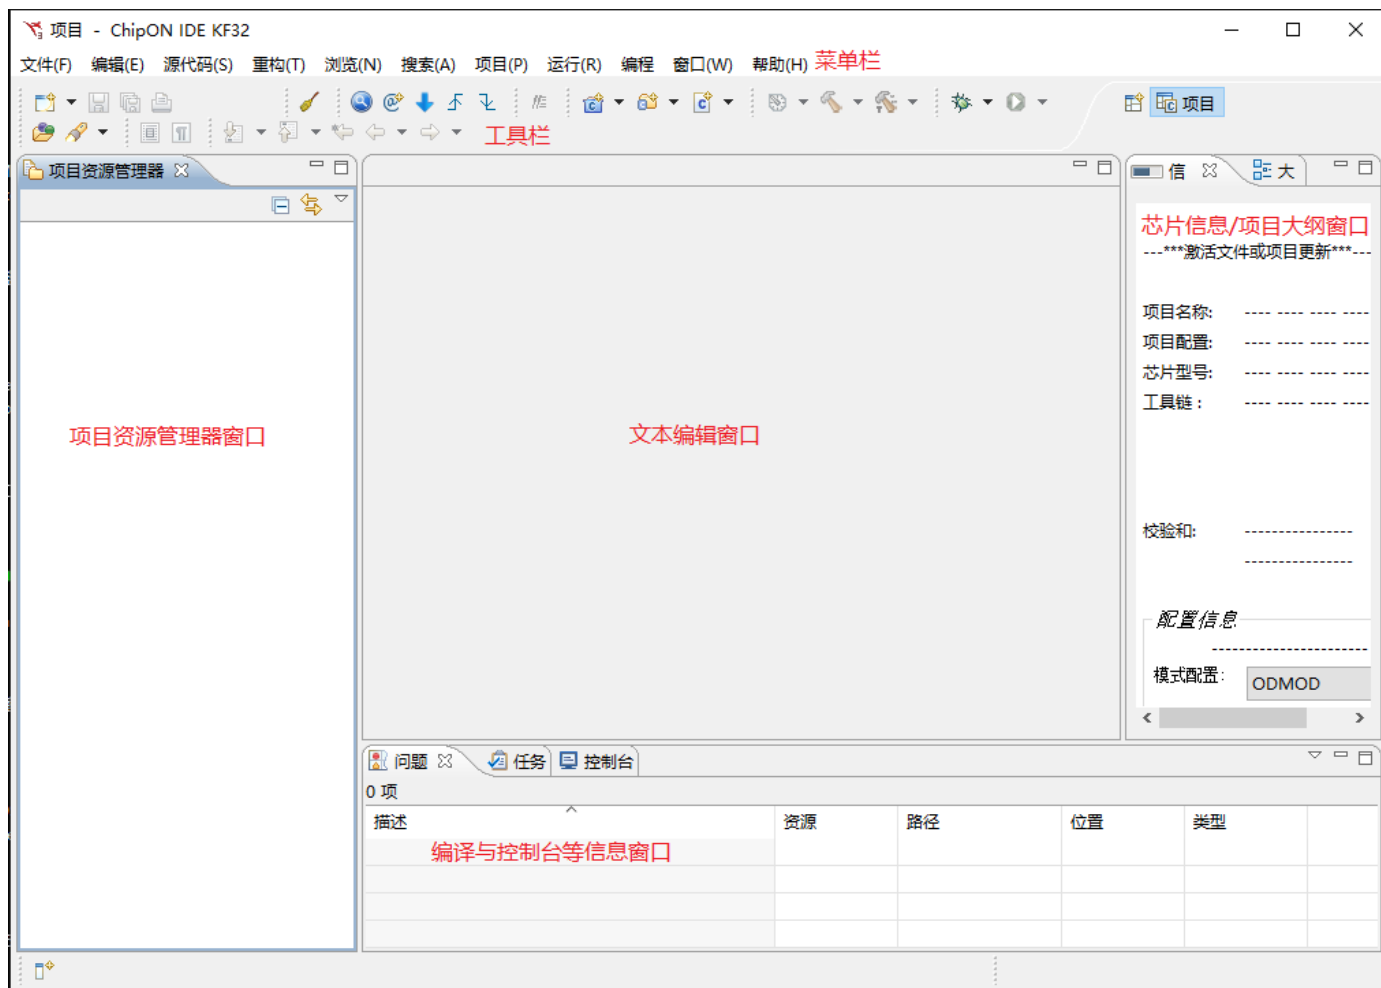 项目 - ChipON IDE KF32
文件(F) 编辑(E) 源代码(S) 重构(T) 浏览(N) 搜索(A) 项目(P) 运行(R) 编程 窗口(W) 帮助(H) 菜单栏
项目
工具栏
项目资源管理器
信 大
芯片信息/项目大纲窗口
---***激活文件或项目更新***---
项目名称: ---- ---- ---- ----
项目配置: ---- ---- ---- ----
芯片型号: ---- ---- ---- ----
工具链 : ---- ---- ---- ----
项目资源管理器窗口
文本编辑窗口
校验和: ----------------
----------------
配置信息
-----------------------
模式配置: ODMOD
问题 任务 控制台
0 项
描述 资源 路径 位置 类型
编译与控制台等信息窗口